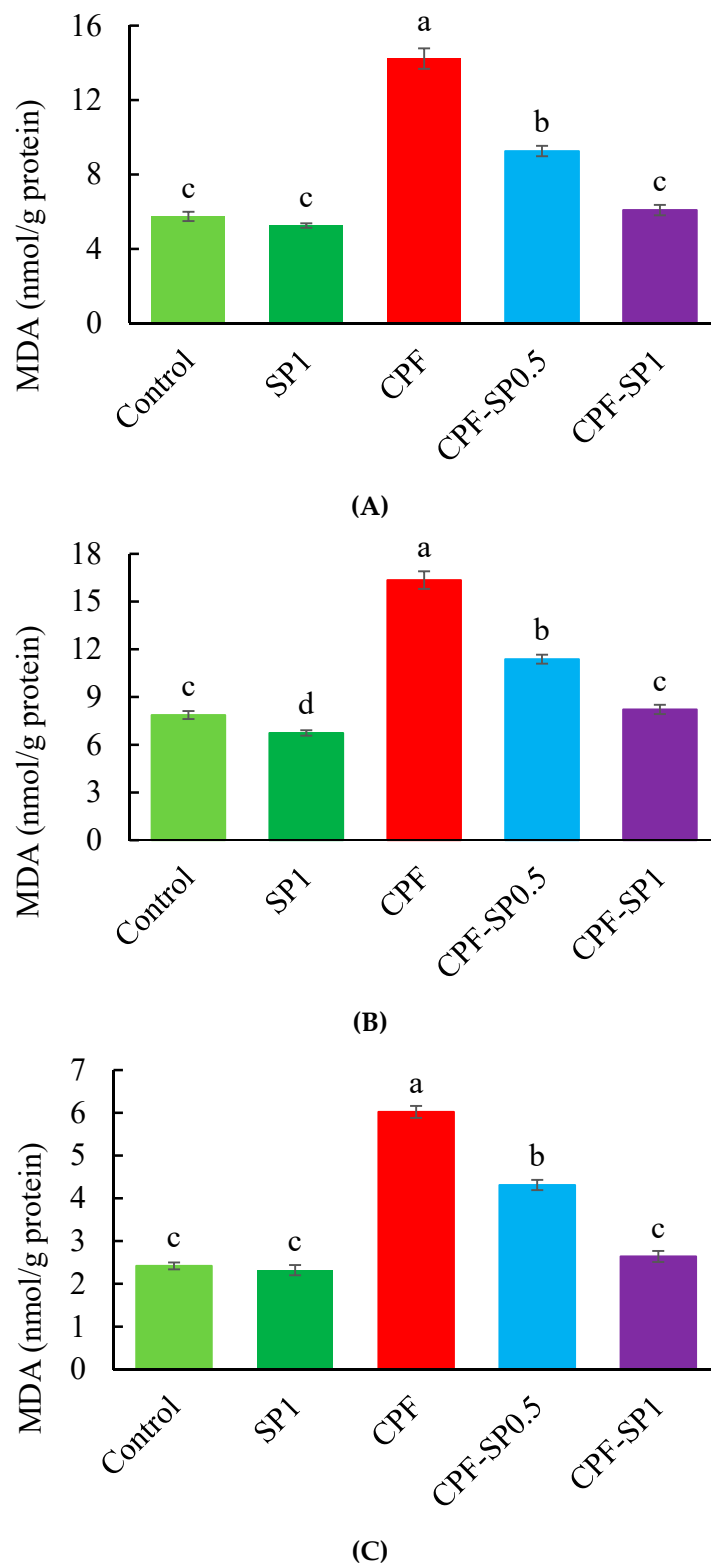 MDA (nmol/g protein)
16
12
8
4
0
c
c
a
b
c
Control
SP1
CPF
CPF-SP0.5
CPF-SP1
(A)
MDA (nmol/g protein)
18
15
12
9
6
3
0
c
d
a
b
c
Control
SP1
CPF
CPF-SP0.5
CPF-SP1
(B)
MDA (nmol/g protein)
7
6
5
4
3
2
1
0
c
c
a
b
c
Control
SP1
CPF
CPF-SP0.5
CPF-SP1
(C)